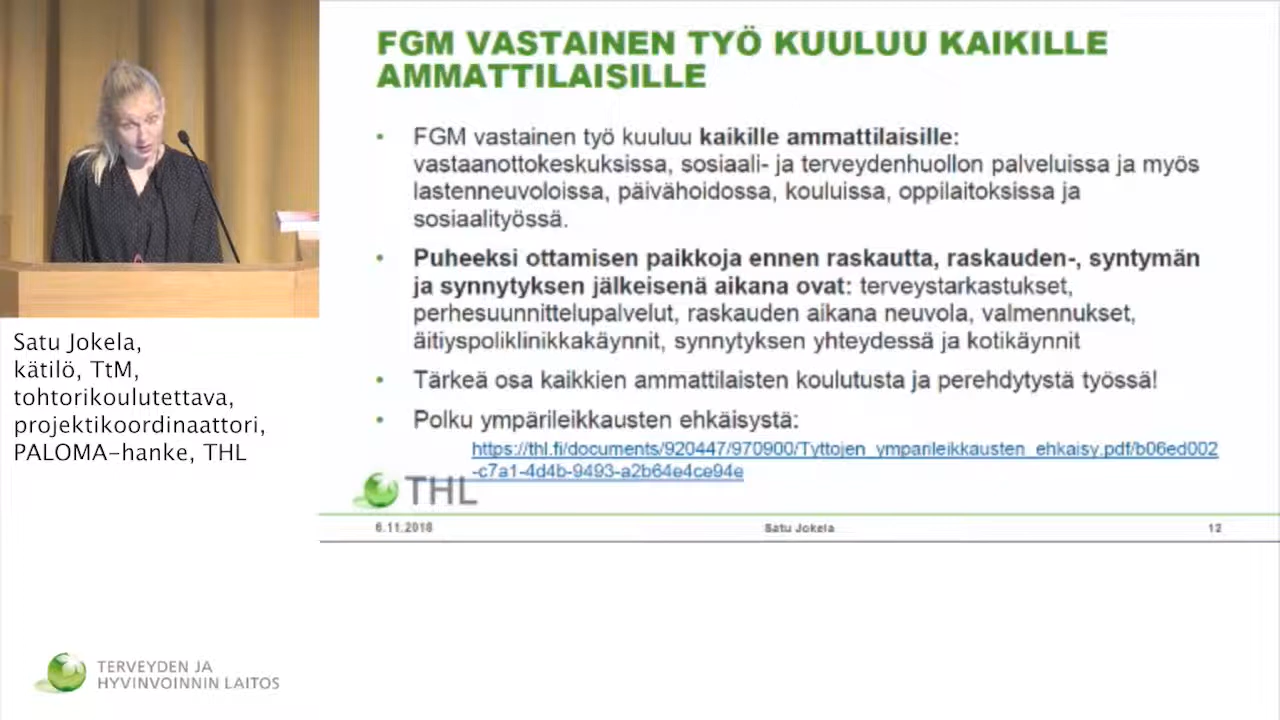 FGM VASTAINEN TYÖ KUULUU KAIKILLE
AMMATTILAISILLE
• FGM vastainen työ kuuluu kaikille ammattilaisille:
vastaanottokeskuksissa, sosiaali- ja terveydenhuollon palveluissa ja myös
lastenneuvoloissa, päivähoidossa, kouluissa, oppilaitoksissa ja
sosiaalityössä.
• Puheeksi ottamisen paikkoja ennen raskautta, raskauden-, syntymän
ja synnytyksen jälkeisenä aikana ovat: terveystarkastukset,
perhesuunnittelupalvelut, raskauden aikana neuvola, valmennukset,
äitiyspoliklinikkakäynnit, synnytyksen yhteydessä ja kotikäynnit
• Tärkeä osa kaikkien ammattilaisten koulutusta ja perehdytystä työssä!
• Polku ympärileikkausten ehkäisystä:
https://thl.fi/documents/920447/970900/Tyttojen_ympanleikkausten_ehkaisy.pdf/b06ed002
-c7a1-4d4b-9493-a2b64e4ce94e
THL
6.11.2018
Satu Jokela
12
Satu Jokela,
kätilö, TtM,
tohtorikoulutettava,
projektikoordinaattori,
PALOMA-hanke, THL
TERVEYDEN JA
HYVINVOINNIN LAITOS